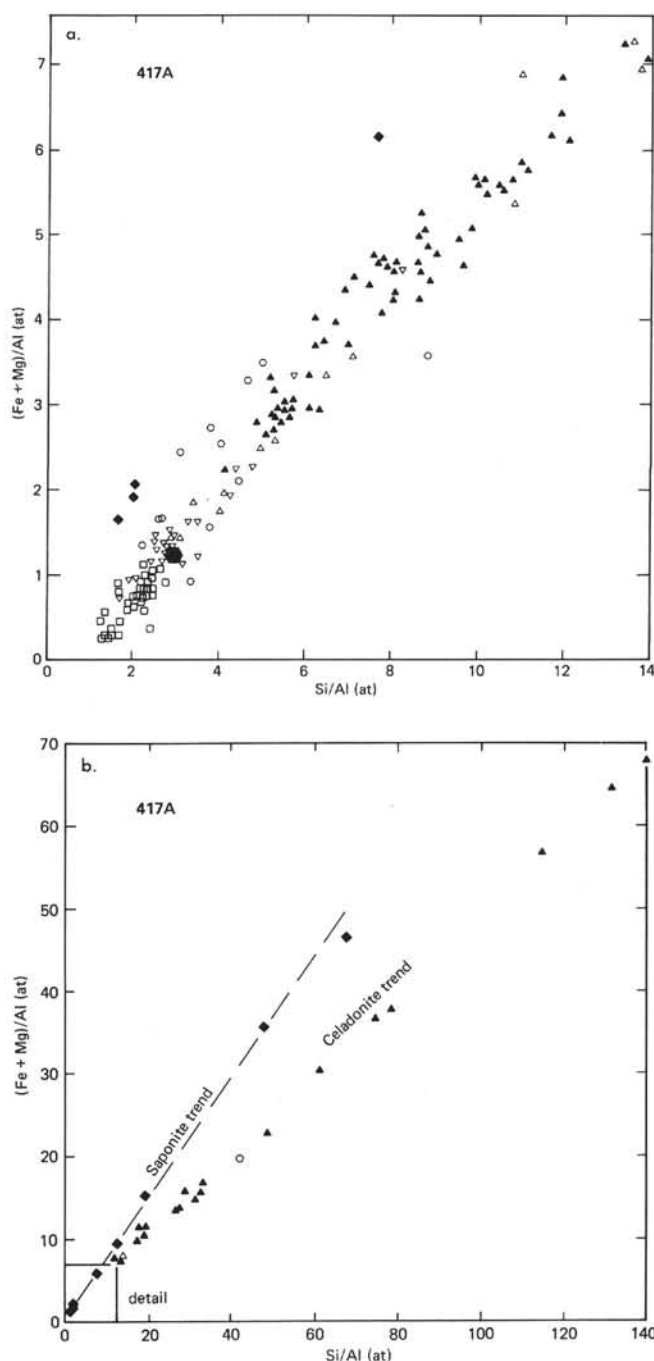 a.
417A
7
6
5
4
3
2
1
0
(Fe + Mg)/Al (at)
0 2 4 6 8 10 12 14
Si/Al (at)
b.
417A
70
60
50
40
30
20
10
0
(Fe + Mg)/Al (at)
Saponite trend
Celadonite trend
detail
0 20 40 60 80 100 120 140
Si/Al (at)